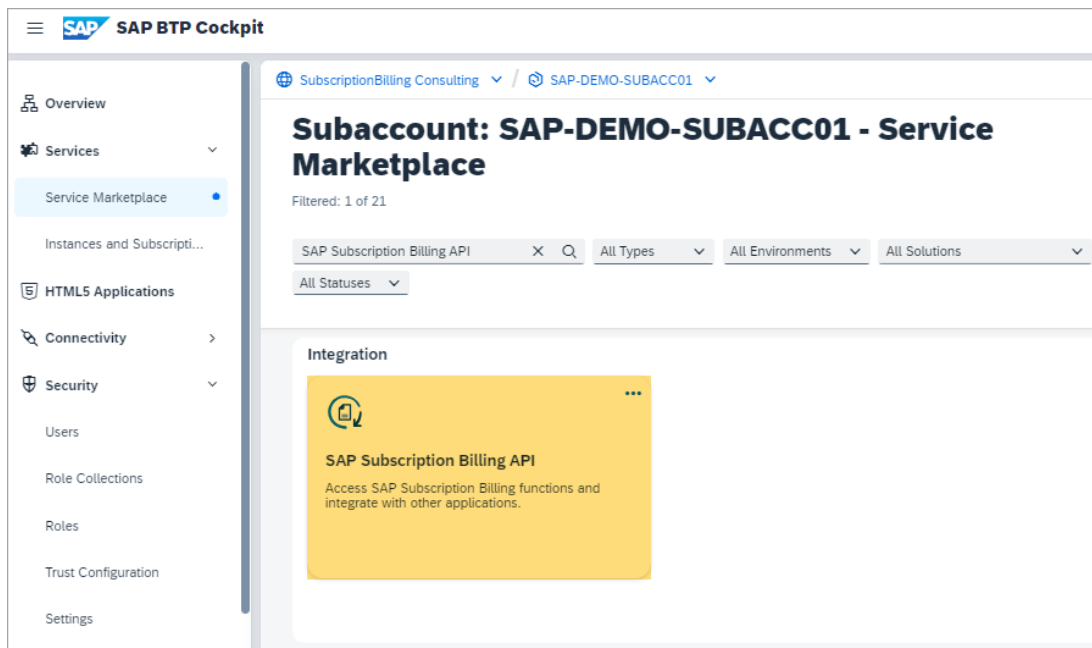 SAP SAP BTP Cockpit
Overview
Services
Service Marketplace
Instances and Subscripti...
HTML5 Applications
Connectivity
Security
Users
Role Collections
Roles
Trust Configuration
Settings
SubscriptionBilling Consulting / SAP-DEMO-SUBACC01
Subaccount: SAP-DEMO-SUBACC01 - Service
Marketplace
Filtered: 1 of 21
SAP Subscription Billing API All Types All Environments All Solutions
All Statuses
Integration
SAP Subscription Billing API
Access SAP Subscription Billing functions and
integrate with other applications.